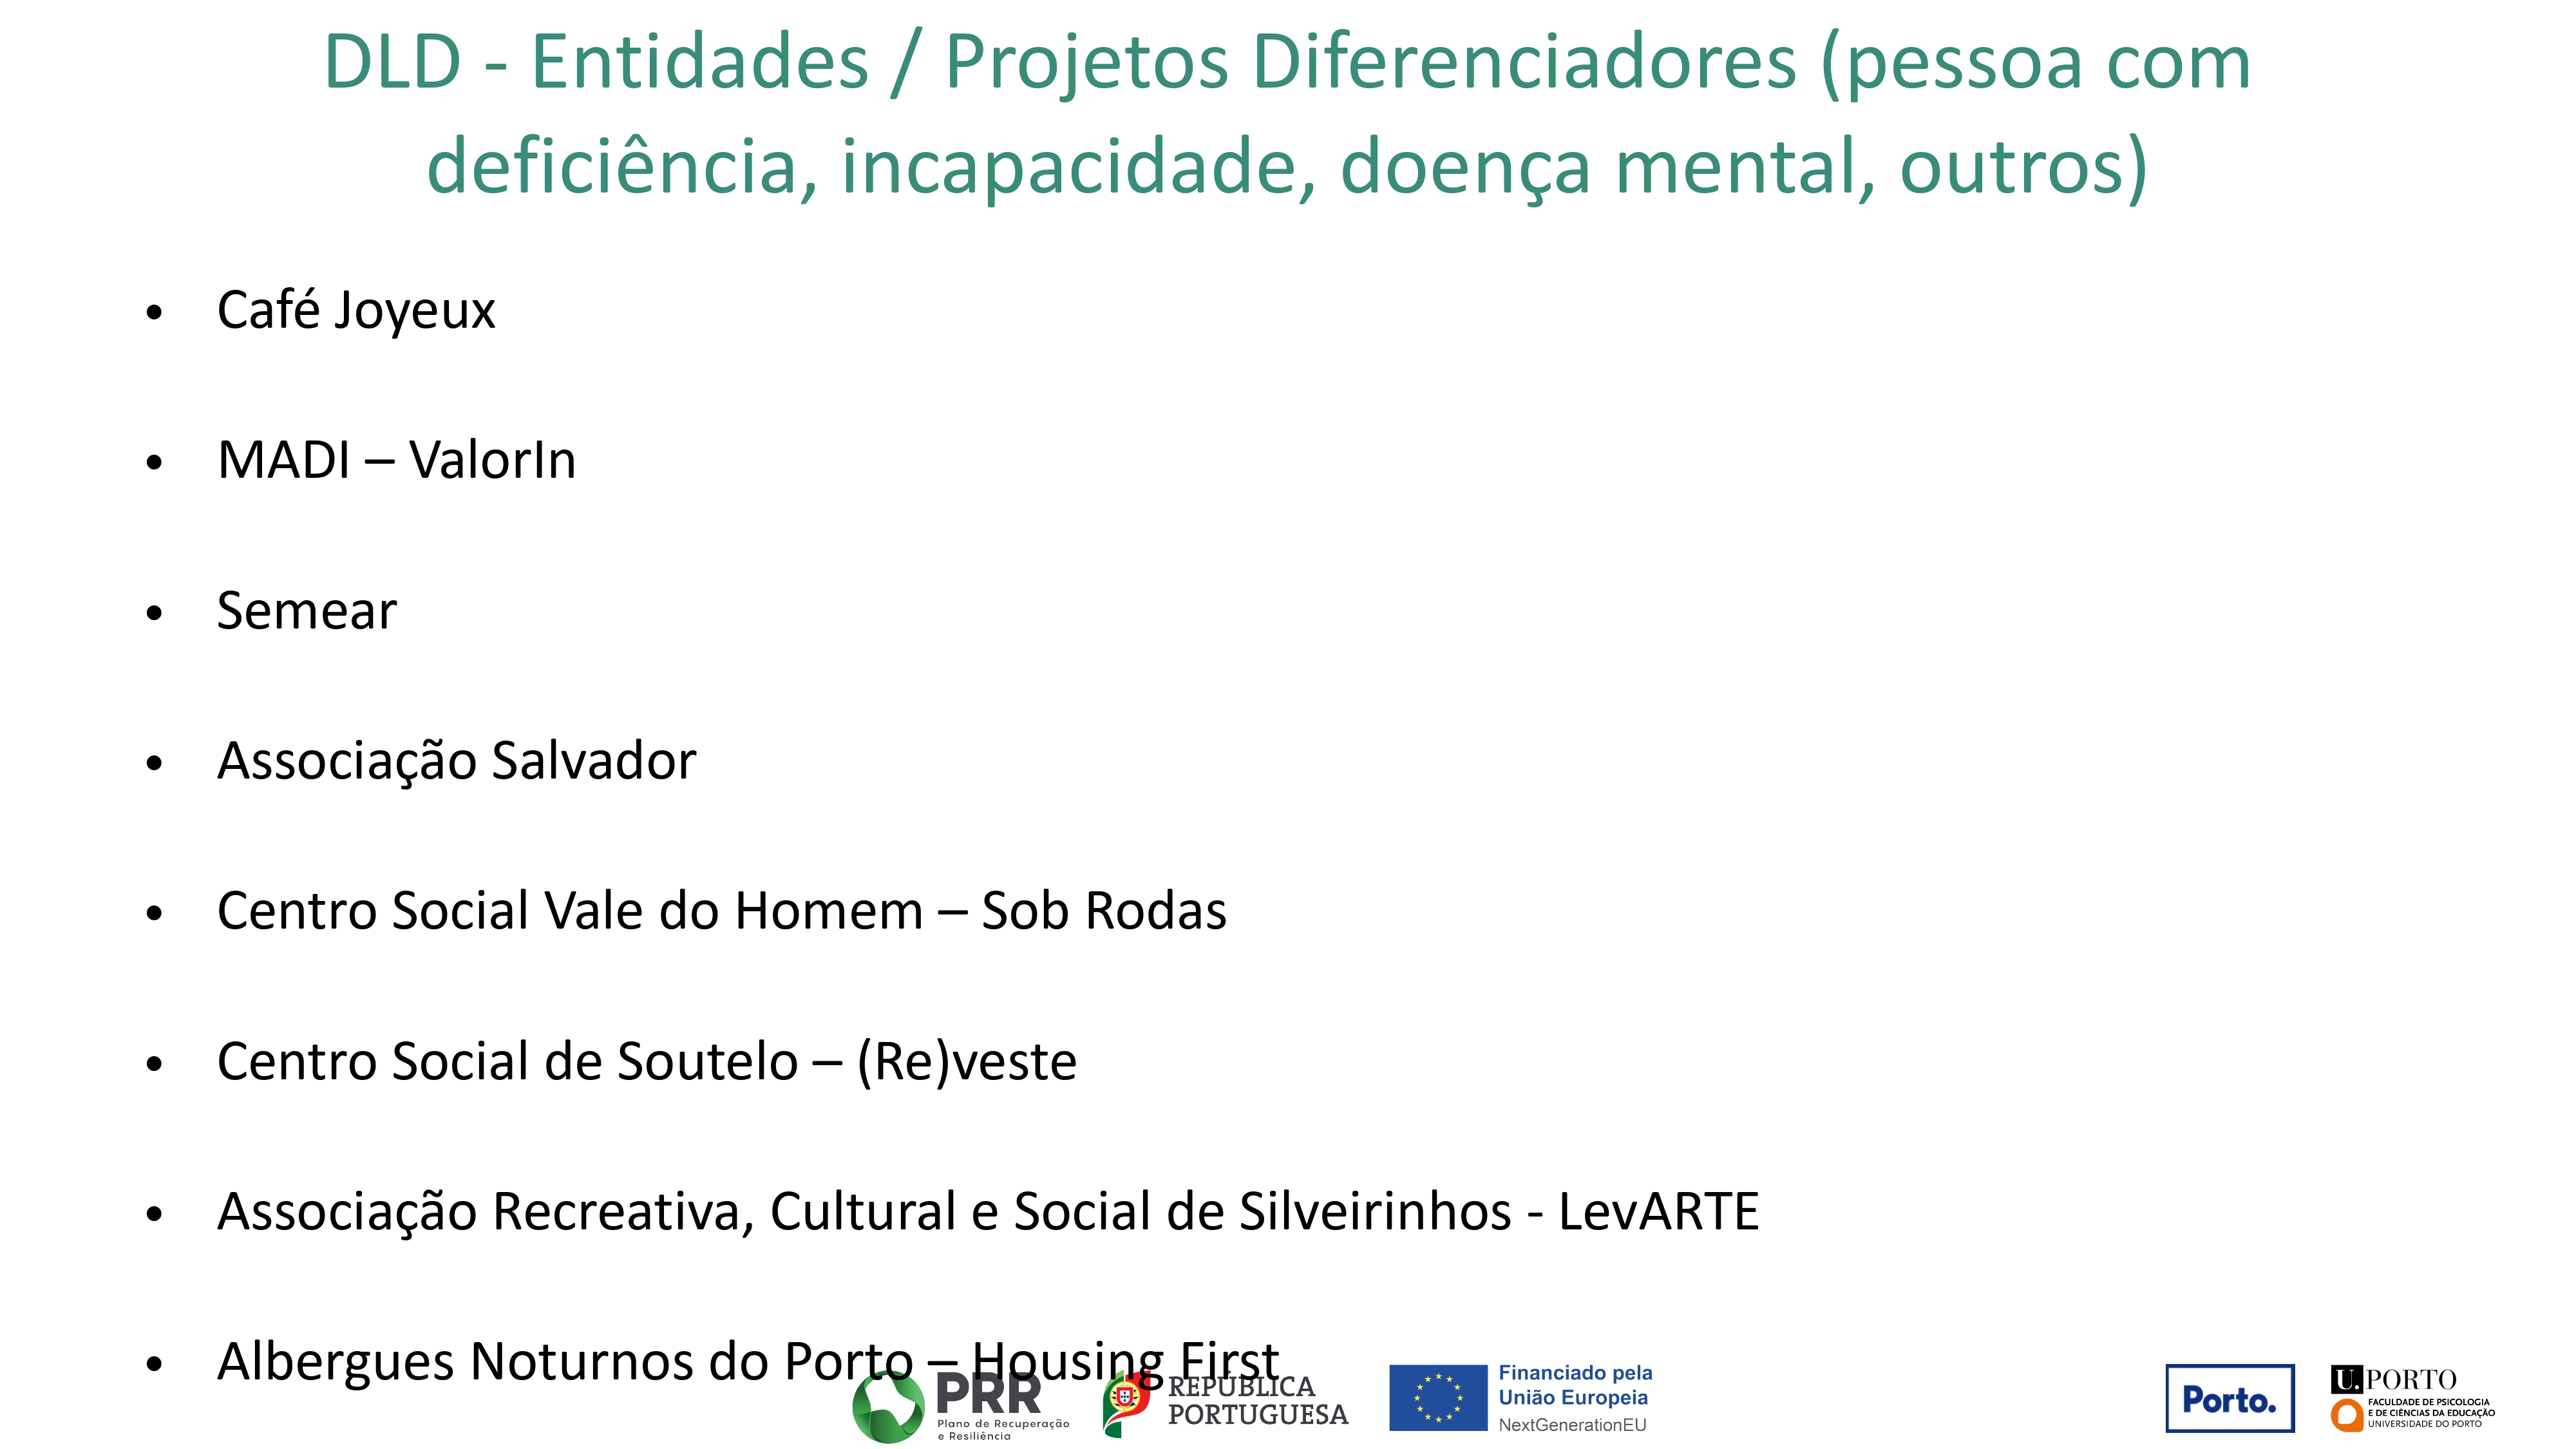 DLD - Entidades / Projetos Diferenciadores (pessoa com
deficiência, incapacidade, doença mental, outros)
• Café Joyeux
• MADI – ValorIn
• Semear
• Associação Salvador
• Centro Social Vale do Homem – Sob Rodas
• Centro Social de Soutelo – (Re)veste
• Associação Recreativa, Cultural e Social de Silveirinhos - LevARTE
• Albergues Noturnos do Porto – Housing First
PRR
Plano de Recuperação
e Resiliência
REPÚBLICA
PORTUGUESA
Financiado pela
União Europeia
NextGenerationEU
Porto.
U.PORTO
FACULDADE DE PSICOLOGIA
E DE CIÊNCIAS DA EDUCAÇÃO
UNIVERSIDADE DO PORTO